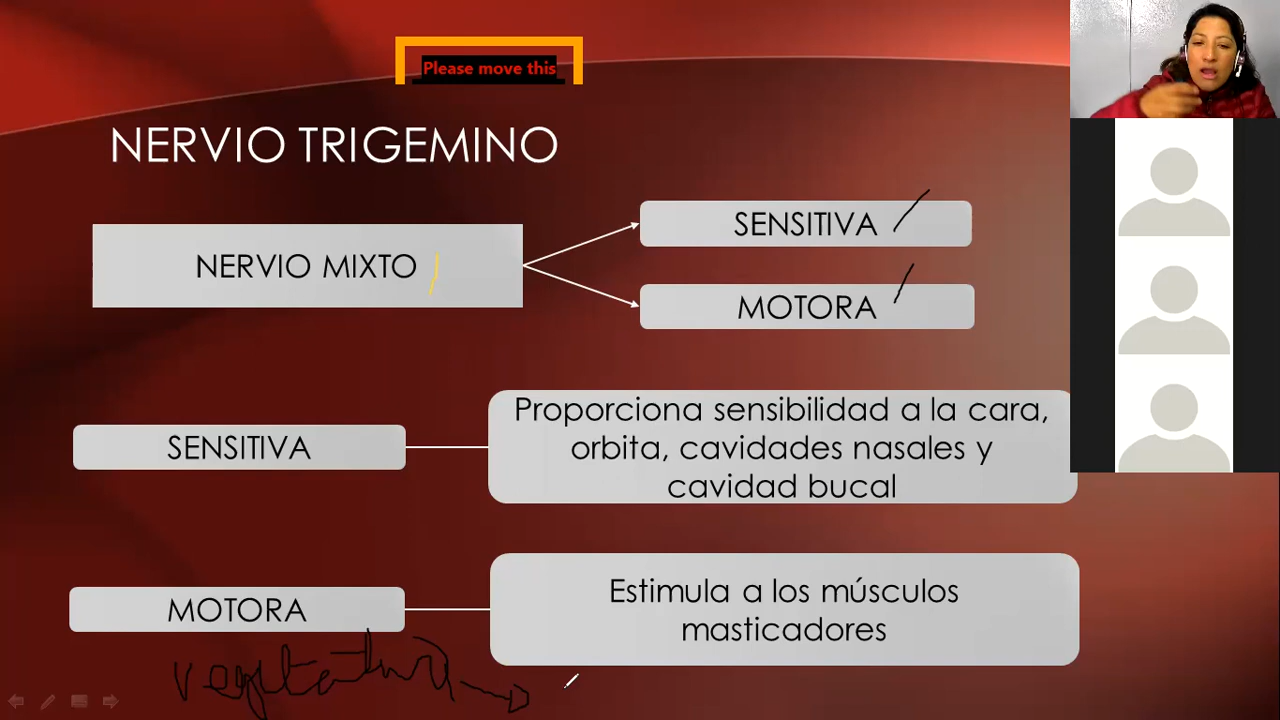 Please move this
NERVIO TRIGEMINO
NERVIO MIXTO
SENSITIVA
MOTORA
SENSITIVA
Proporciona sensibilidad a la cara,
orbita, cavidades nasales y
cavidad bucal
MOTORA
Estimula a los músculos
masticadores